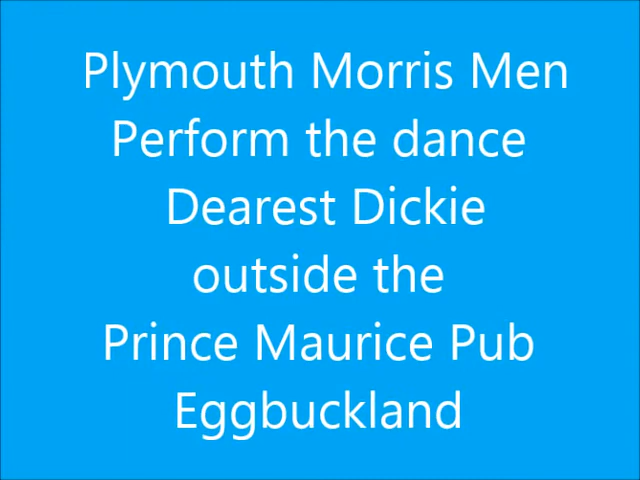 Plymouth Morris Men
Perform the dance
Dearest Dickie
outside the
Prince Maurice Pub
Eggbuckland